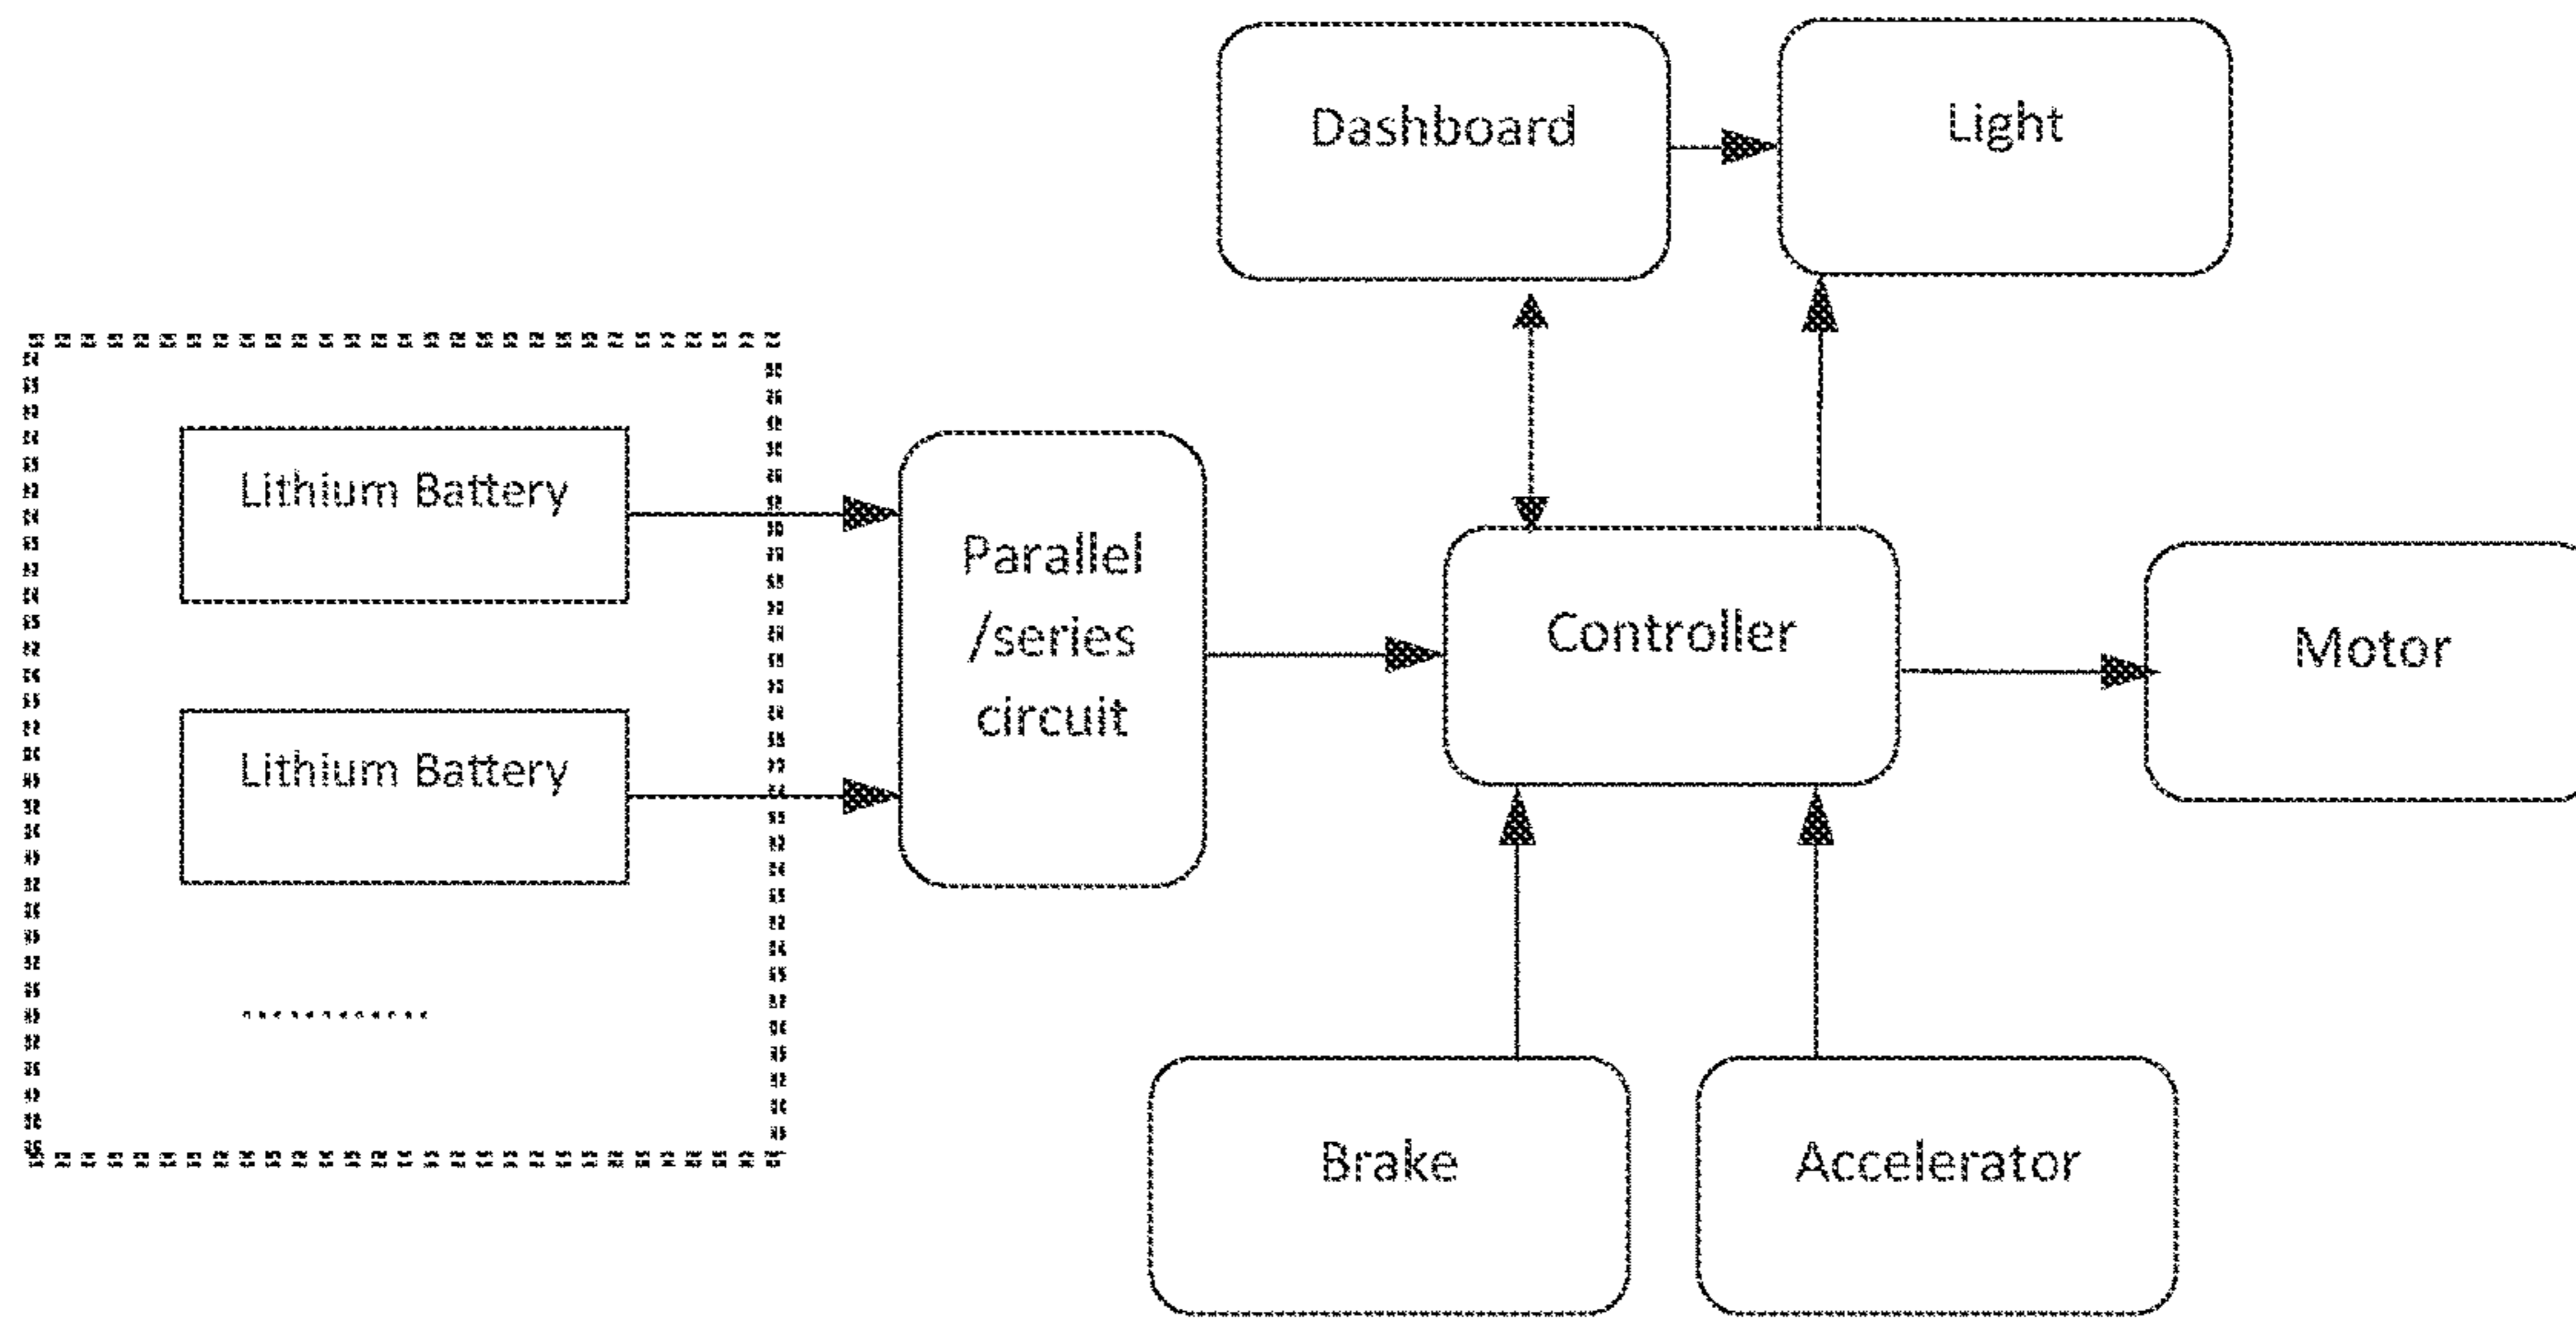 Dashboard
Light
Lithium Battery
Parallel
/series
circuit
Controller
Motor
Lithium Battery
............
Brake
Accelerator